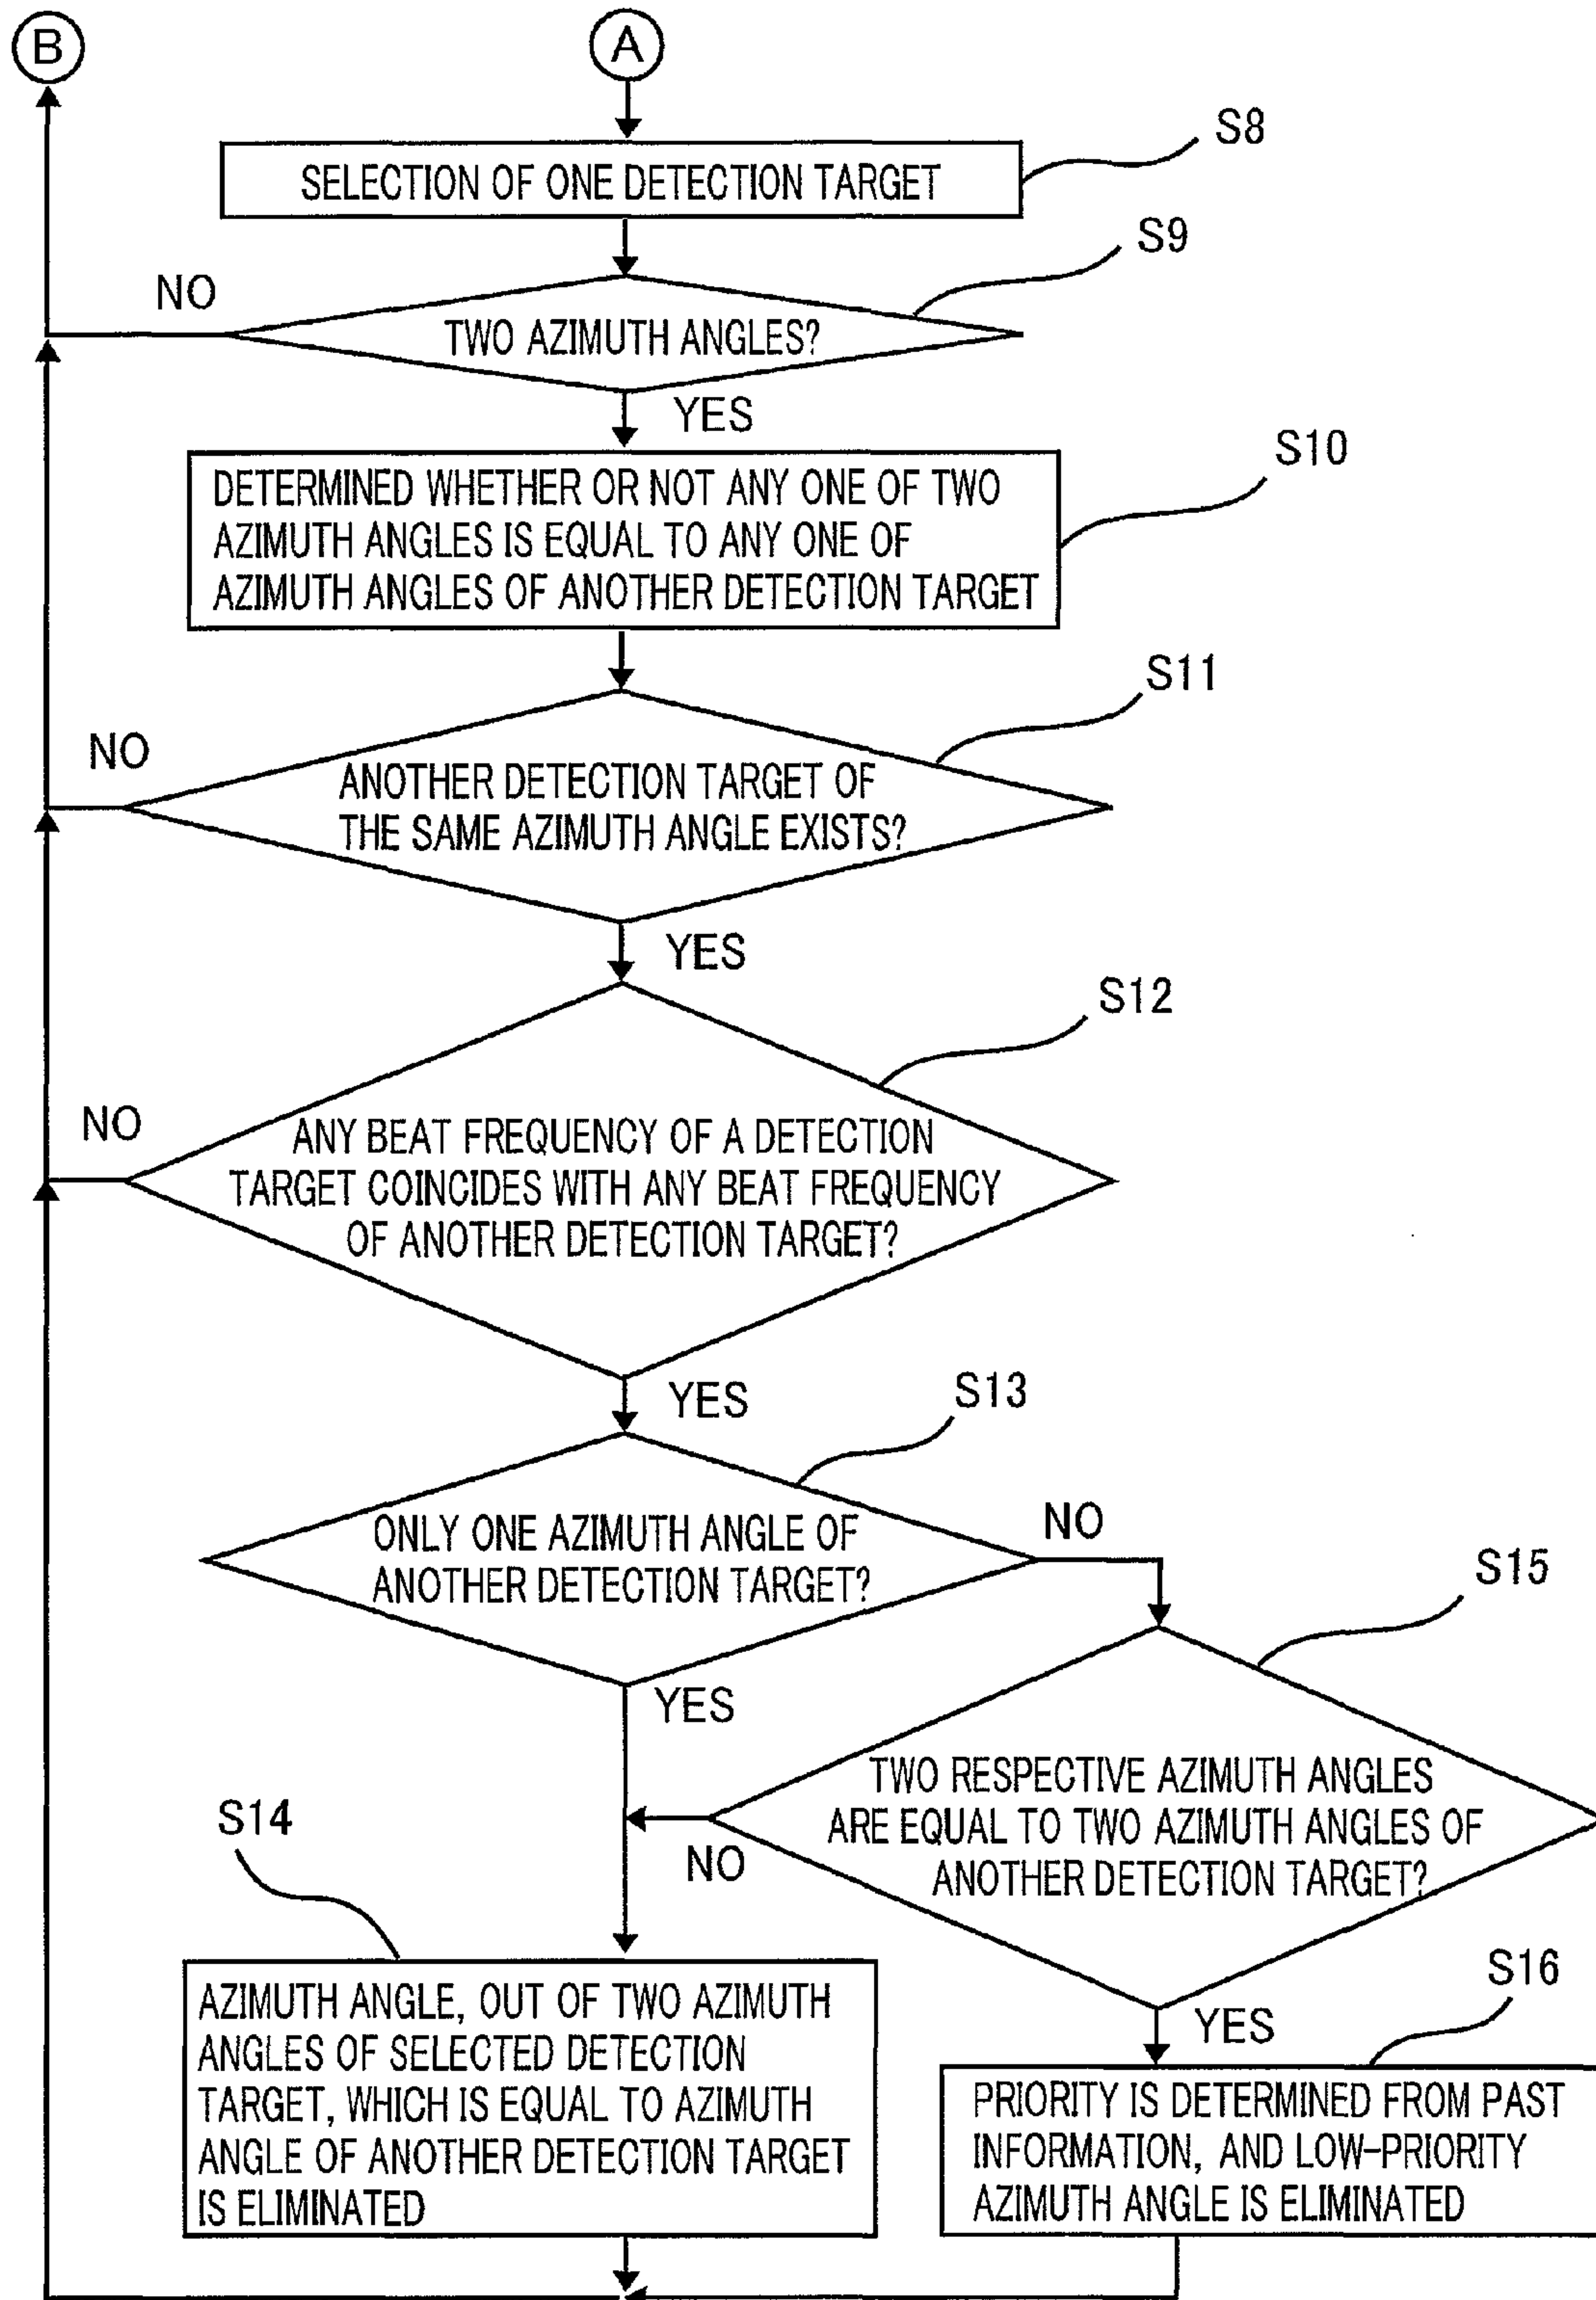 B
A
S8
SELECTION OF ONE DETECTION TARGET
S9
NO
TWO AZIMUTH ANGLES?
YES
S10
DETERMINED WHETHER OR NOT ANY ONE OF TWO
AZIMUTH ANGLES IS EQUAL TO ANY ONE OF
AZIMUTH ANGLES OF ANOTHER DETECTION TARGET
S11
NO
ANOTHER DETECTION TARGET OF
THE SAME AZIMUTH ANGLE EXISTS?
YES
S12
NO
ANY BEAT FREQUENCY OF A DETECTION
TARGET COINCIDES WITH ANY BEAT FREQUENCY
OF ANOTHER DETECTION TARGET?
YES
S13
NO
ONLY ONE AZIMUTH ANGLE OF
ANOTHER DETECTION TARGET?
S15
YES
TWO RESPECTIVE AZIMUTH ANGLES
ARE EQUAL TO TWO AZIMUTH ANGLES OF
ANOTHER DETECTION TARGET?
NO
S14
AZIMUTH ANGLE, OUT OF TWO AZIMUTH
ANGLES OF SELECTED DETECTION
TARGET, WHICH IS EQUAL TO AZIMUTH
ANGLE OF ANOTHER DETECTION TARGET
IS ELIMINATED
S16
YES
PRIORITY IS DETERMINED FROM PAST
INFORMATION, AND LOW-PRIORITY
AZIMUTH ANGLE IS ELIMINATED